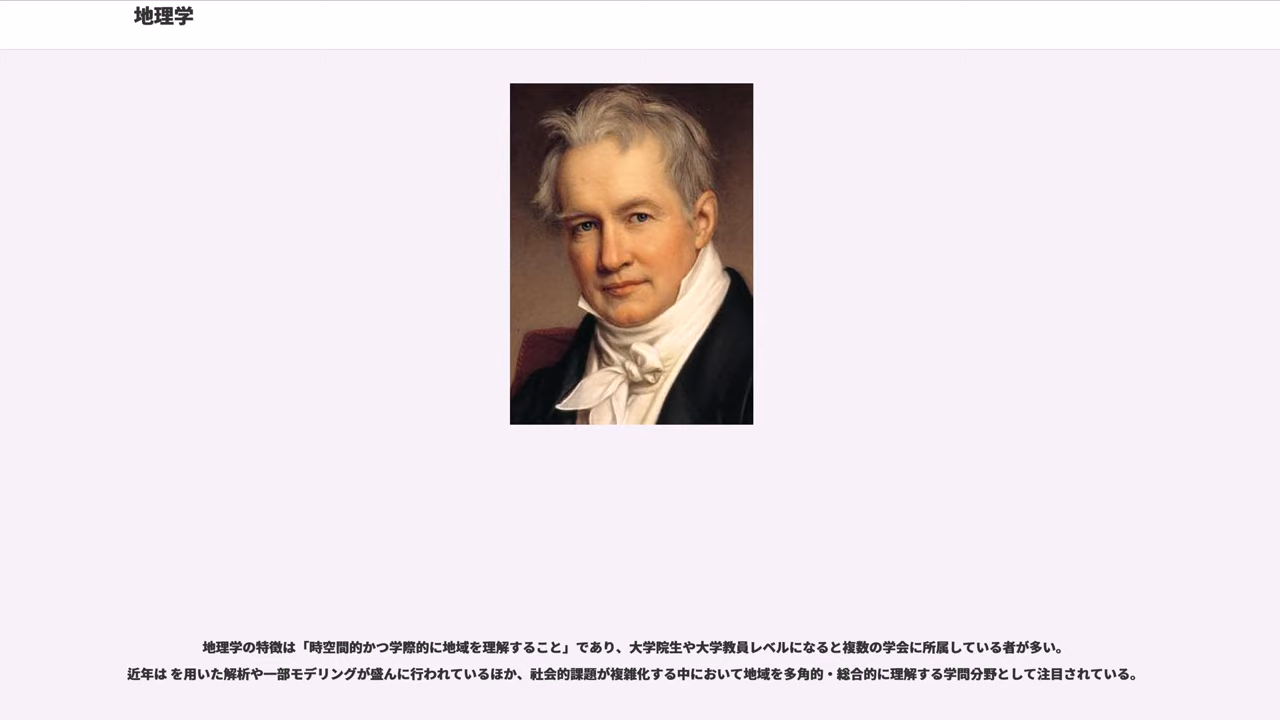 地理学
地理学の特徴は「時空間的かつ学際的に地域を理解すること」であり、大学院生や大学教員レベルになると複数の学会に所属している者が多い。
近年は を用いた解析や一部モデリングが盛んに行われているほか、社会的課題が複雑化する中において地域を多角的・総合的に理解する学問分野として注目されている。